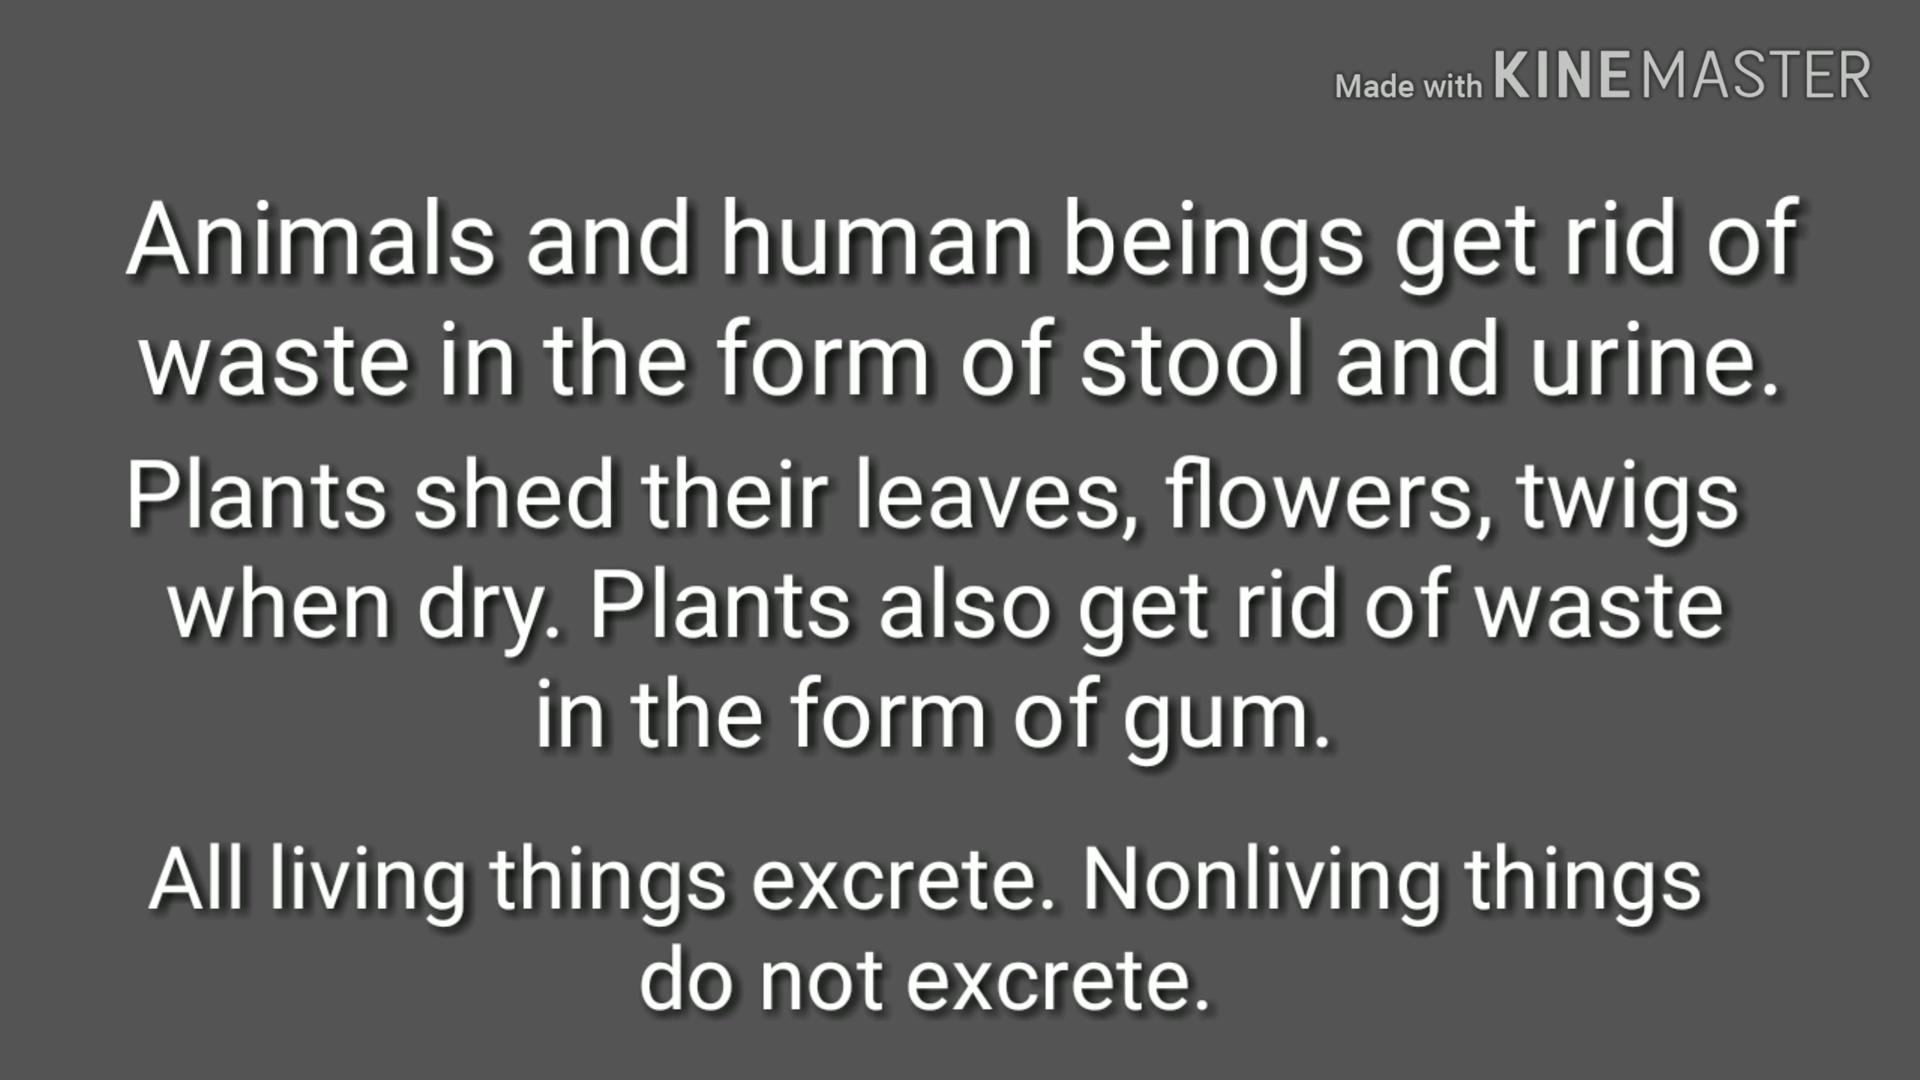 Made with KINEMASTER
Animals and human beings get rid of
waste in the form of stool and urine.
Plants shed their leaves, flowers, twigs
when dry. Plants also get rid of waste
in the form of gum.
All living things excrete. Nonliving things
do not excrete.